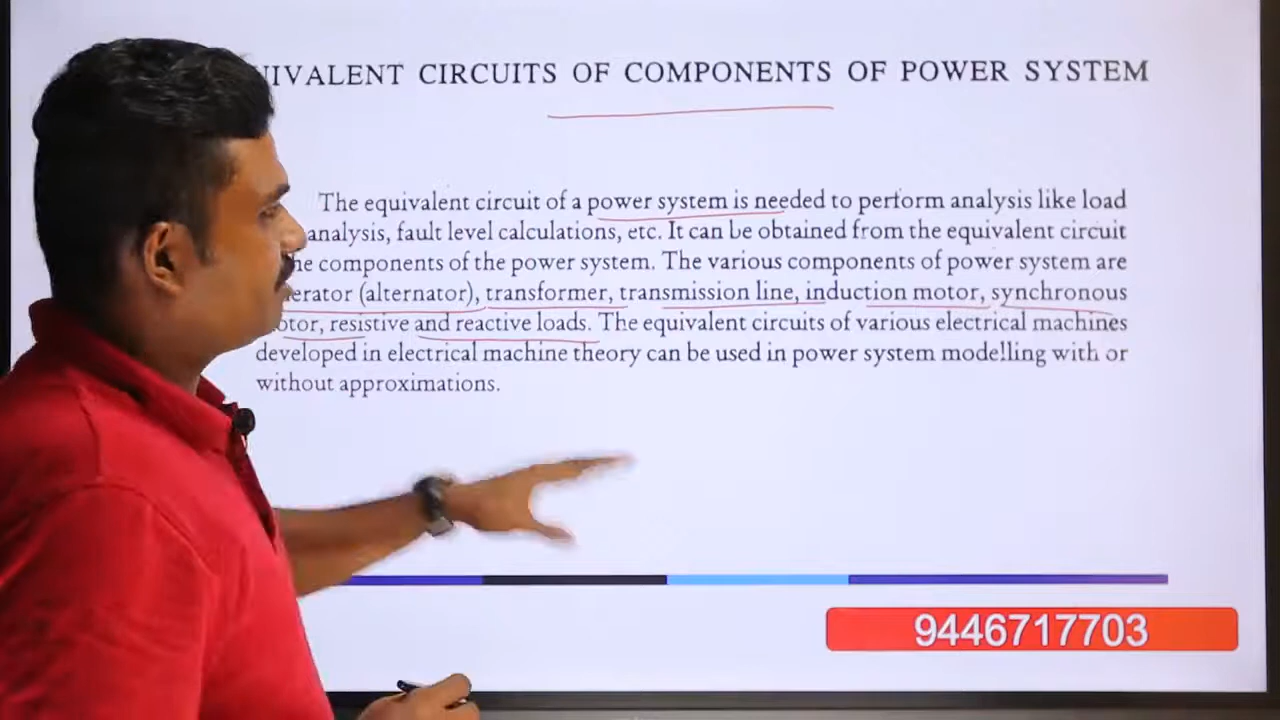 NIVALENT CIRCUITS OF COMPONENTS OF POWER SYSTEM
The equivalent circuit of a power system is needed to perform analysis like load
analysis, fault level calculations, etc. It can be obtained from the equivalent circuit
components of the power system. The various components of power system are
erator (alternator), transformer, transmission line, induction motor, synchronous
otor, resistive and reactive loads. The equivalent circuits of various electrical machines
developed in electrical machine theory can be used in power system modelling with or
without approximations.
9446717703